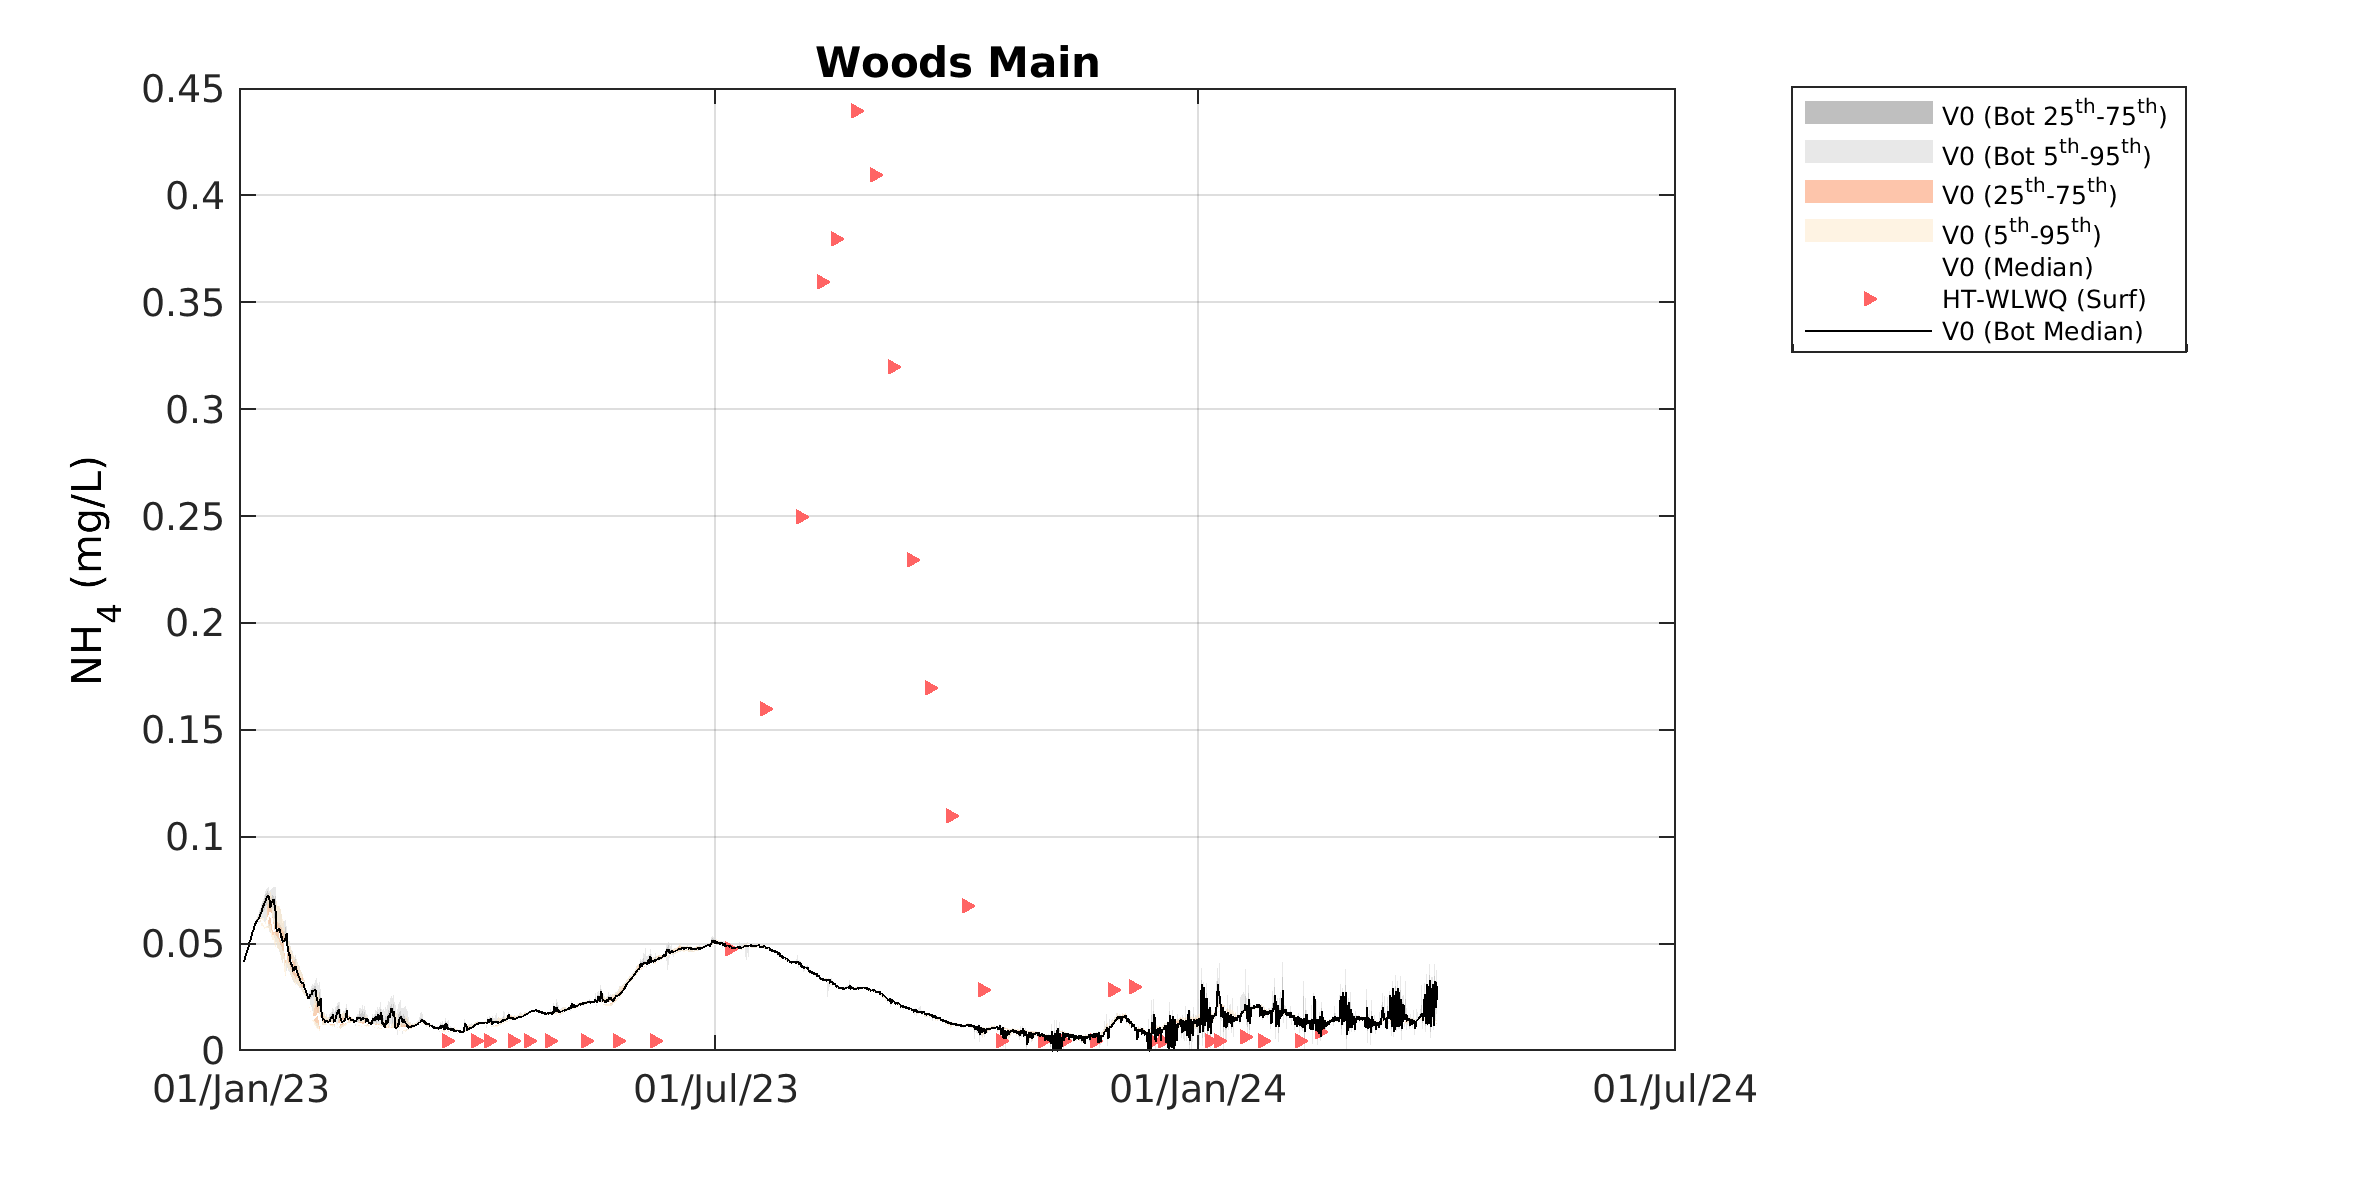 Woods Main
0.45
0.4
0.35
0.3
0.25
0.2
0.15
0.1
0.05
0
NH4 (mg/L)
01/Jan/23 01/Jul/23 01/Jan/24 01/Jul/24
V0 (Bot 25th-75th)
V0 (Bot 5th-95th)
V0 (25th-75th)
V0 (5th-95th)
V0 (Median)
HT-WLWQ (Surf)
V0 (Bot Median)